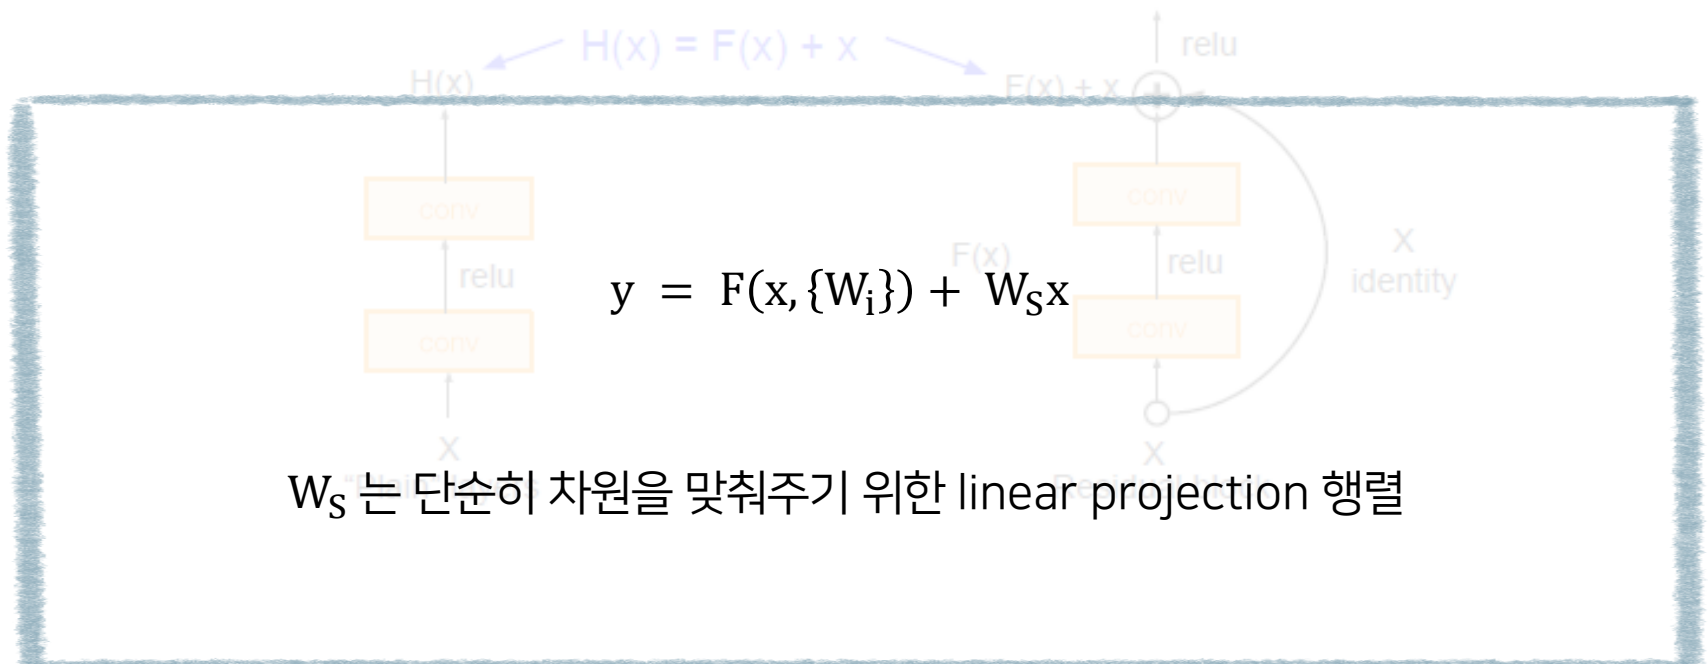 H(x) = F(x) + x
relu
H(x)
F(x) + x
conv
conv
F(x)
X
relu
relu
identity
y = F(x, {Wᵢ}) + W_S x
conv
conv
X
X
W_S 는 단순히 차원을 맞춰주기 위한 linear projection 행렬